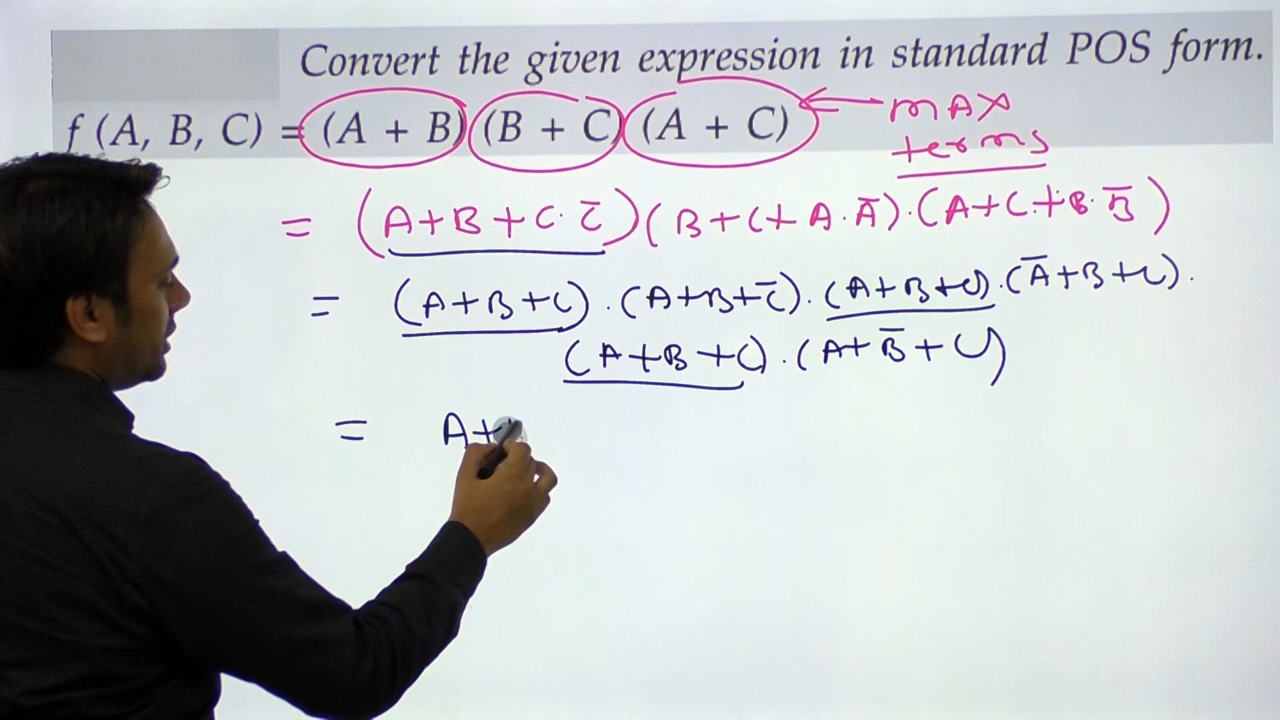 Convert the given expression in standard POS form.
f (A, B, C) = (A + B) (B + C) (A + C) ← MAX
terms
= (A+B+C·C̅)(B+C+A·A̅)·(A+C+B·B̅)
= (A+B+C)·(A+B+C̅)·(A+B+C)·(A̅+B+C)·
(A+B+C)·(A+B̅+C)
= A+